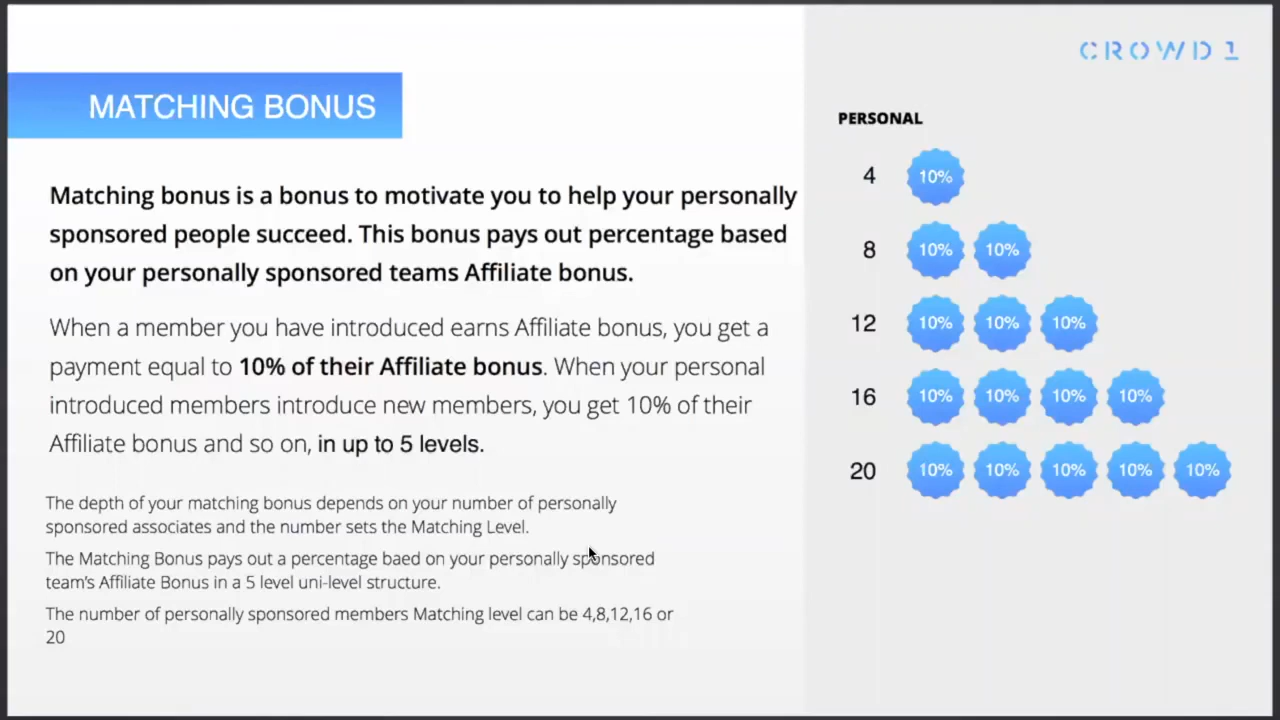 CROWD 1
MATCHING BONUS
Matching bonus is a bonus to motivate you to help your personally
sponsored people succeed. This bonus pays out percentage based
on your personally sponsored teams Affiliate bonus.
When a member you have introduced earns Affiliate bonus, you get a
payment equal to 10% of their Affiliate bonus. When your personal
introduced members introduce new members, you get 10% of their
Affiliate bonus and so on, in up to 5 levels.
The depth of your matching bonus depends on your number of personally
sponsored associates and the number sets the Matching Level.
The Matching Bonus pays out a percentage baed on your personally sponsored
team's Affiliate Bonus in a 5 level uni-level structure.
The number of personally sponsored members Matching level can be 4,8,12,16 or
20
PERSONAL
4 10%
8 10% 10%
12 10% 10% 10%
16 10% 10% 10% 10%
20 10% 10% 10% 10% 10%